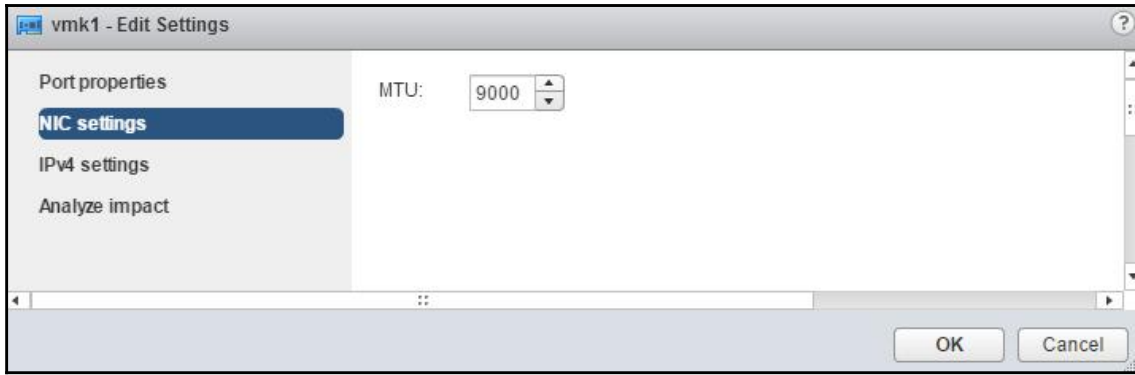 vmk1 - Edit Settings
?
Port properties
NIC settings
IPv4 settings
Analyze impact
MTU: 9000
OK Cancel